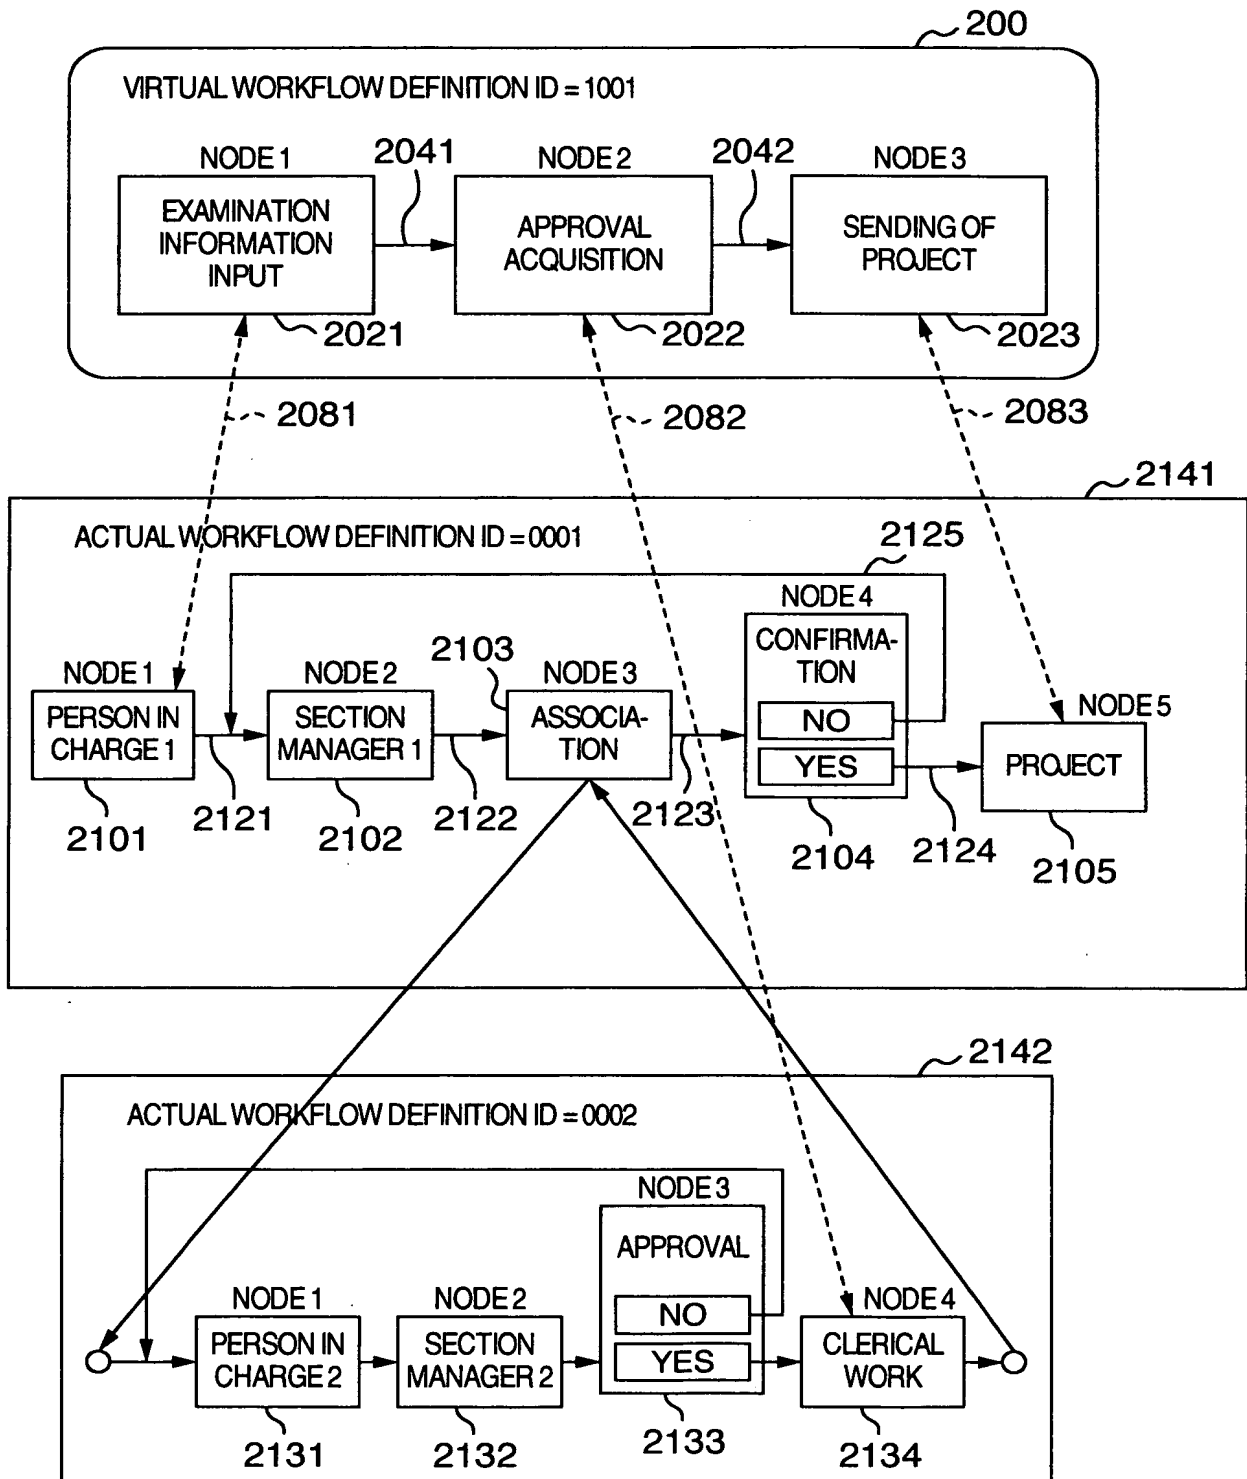 200
VIRTUAL WORKFLOW DEFINITION ID = 1001
NODE 1
2041
NODE 2
2042
NODE 3
EXAMINATION
INFORMATION
INPUT
APPROVAL
ACQUISITION
SENDING OF
PROJECT
2021
2022
2023
2081
2082
2083
2141
ACTUAL WORKFLOW DEFINITION ID = 0001
2125
NODE 4
CONFIRMA-
TION
NO
YES
2103
NODE 1
NODE 2
NODE 3
NODE 5
PERSON IN
CHARGE 1
SECTION
MANAGER 1
ASSOCIA-
TION
PROJECT
2101
2121
2102
2122
2123
2104
2124
2105
2142
ACTUAL WORKFLOW DEFINITION ID = 0002
NODE 3
APPROVAL
NO
YES
NODE 1
NODE 2
NODE 4
PERSON IN
CHARGE 2
SECTION
MANAGER 2
CLERICAL
WORK
2131
2132
2133
2134